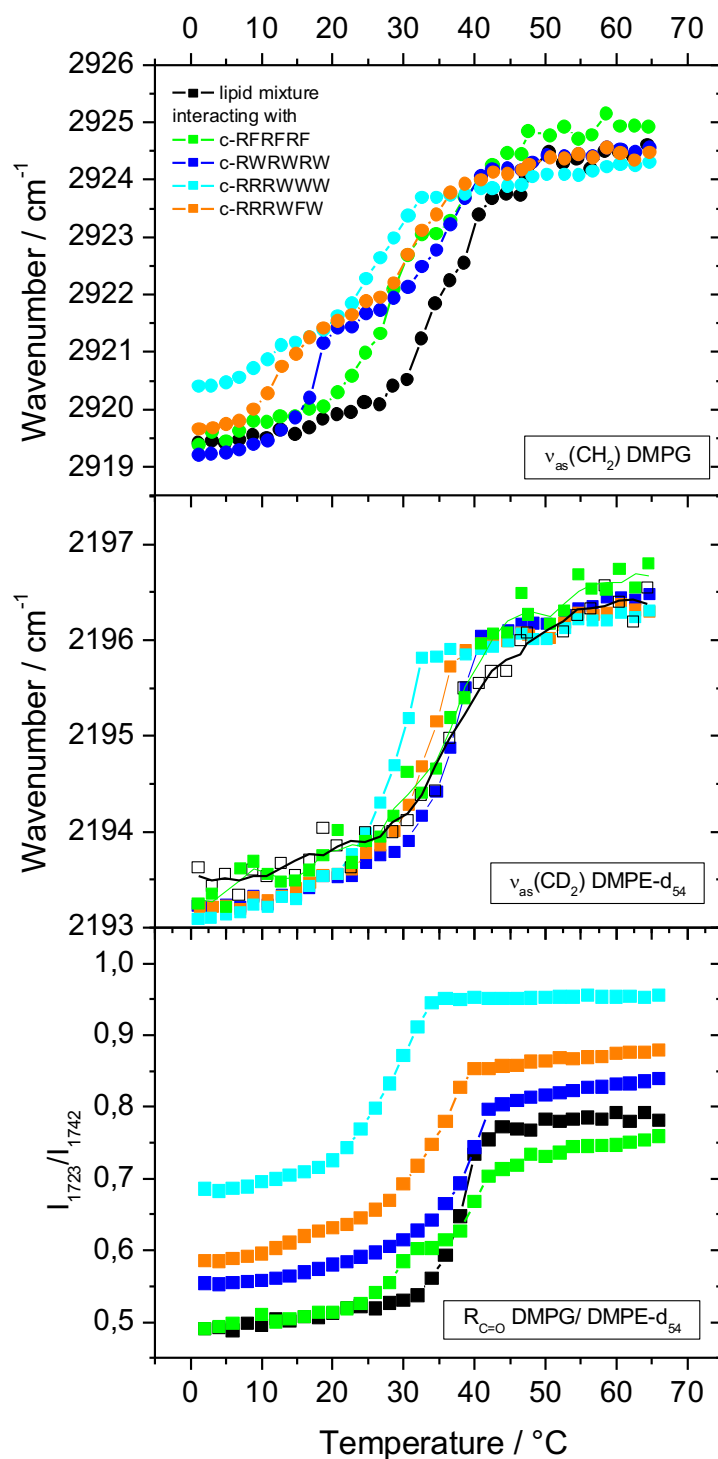 0 10 20 30 40 50 60 70
2926
2925
2924
2923
2922
2921
2920
2919
Wavenumber / cm⁻¹
lipid mixture
interacting with
c-RFRFRF
c-RWRWRW
c-RRRWWW
c-RRRWFW
ν_as(CH₂) DMPG
2197
2196
2195
2194
2193
Wavenumber / cm⁻¹
ν_as(CD₂) DMPE-d₅₄
1,0
0,9
0,8
0,7
0,6
0,5
I₁₇₂₃/I₁₇₄₂
R_C=O DMPG/ DMPE-d₅₄
0 10 20 30 40 50 60 70
Temperature / °C